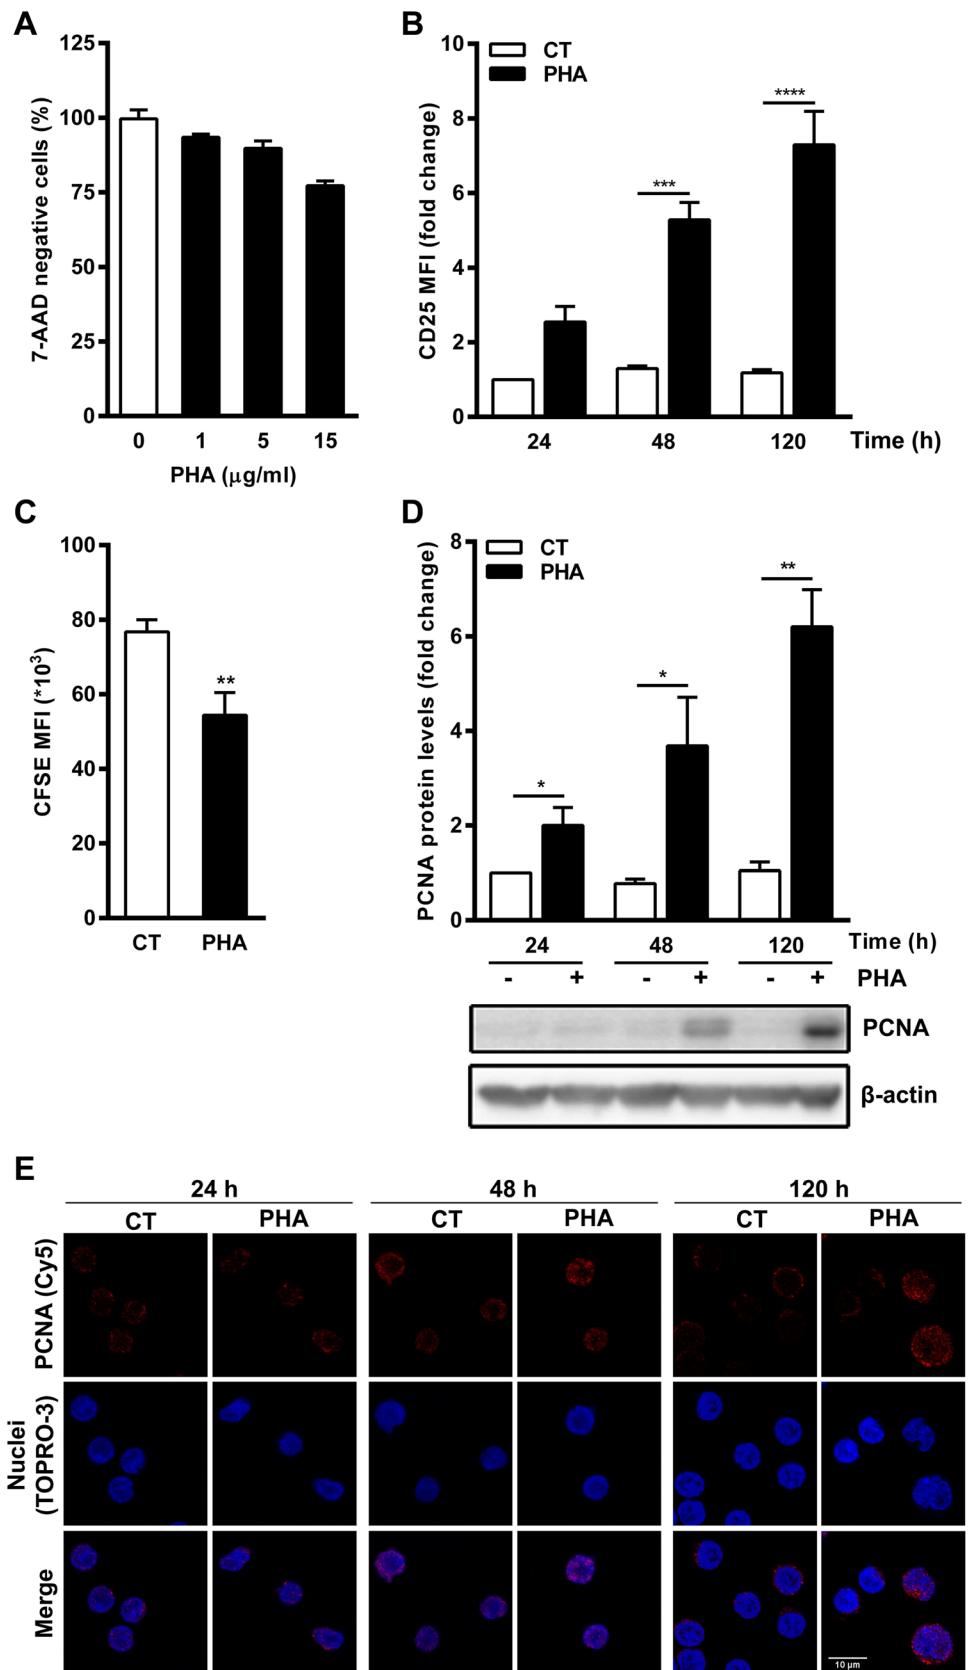 A
7-AAD negative cells (%)
125
100
75
50
25
0
0 1 5 15
PHA (µg/ml)
B
CD25 MFI (fold change)
10
8
6
4
2
0
CT
PHA
***
****
24 48 120 Time (h)
C
CFSE MFI (*10³)
100
80
60
40
20
0
**
CT PHA
D
PCNA protein levels (fold change)
8
6
4
2
0
CT
PHA
*
*
**
24 48 120 Time (h)
- + - + - + PHA
PCNA
β-actin
E
24 h 48 h 120 h
CT PHA CT PHA CT PHA
PCNA (Cy5)
Nuclei
(TOPRO-3)
Merge
10 µm